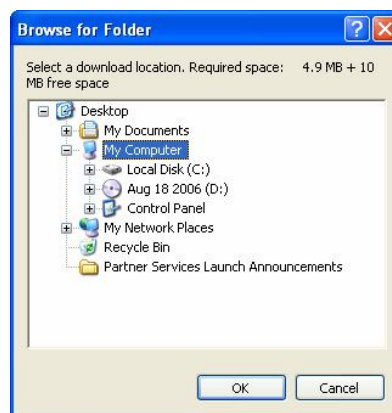 Browse for Folder
Select a download location. Required space: 4.9 MB + 10
MB free space
Desktop
My Documents
My Computer
Local Disk (C:)
Aug 18 2006 (D:)
Control Panel
My Network Places
Recycle Bin
Partner Services Launch Announcements
OK Cancel